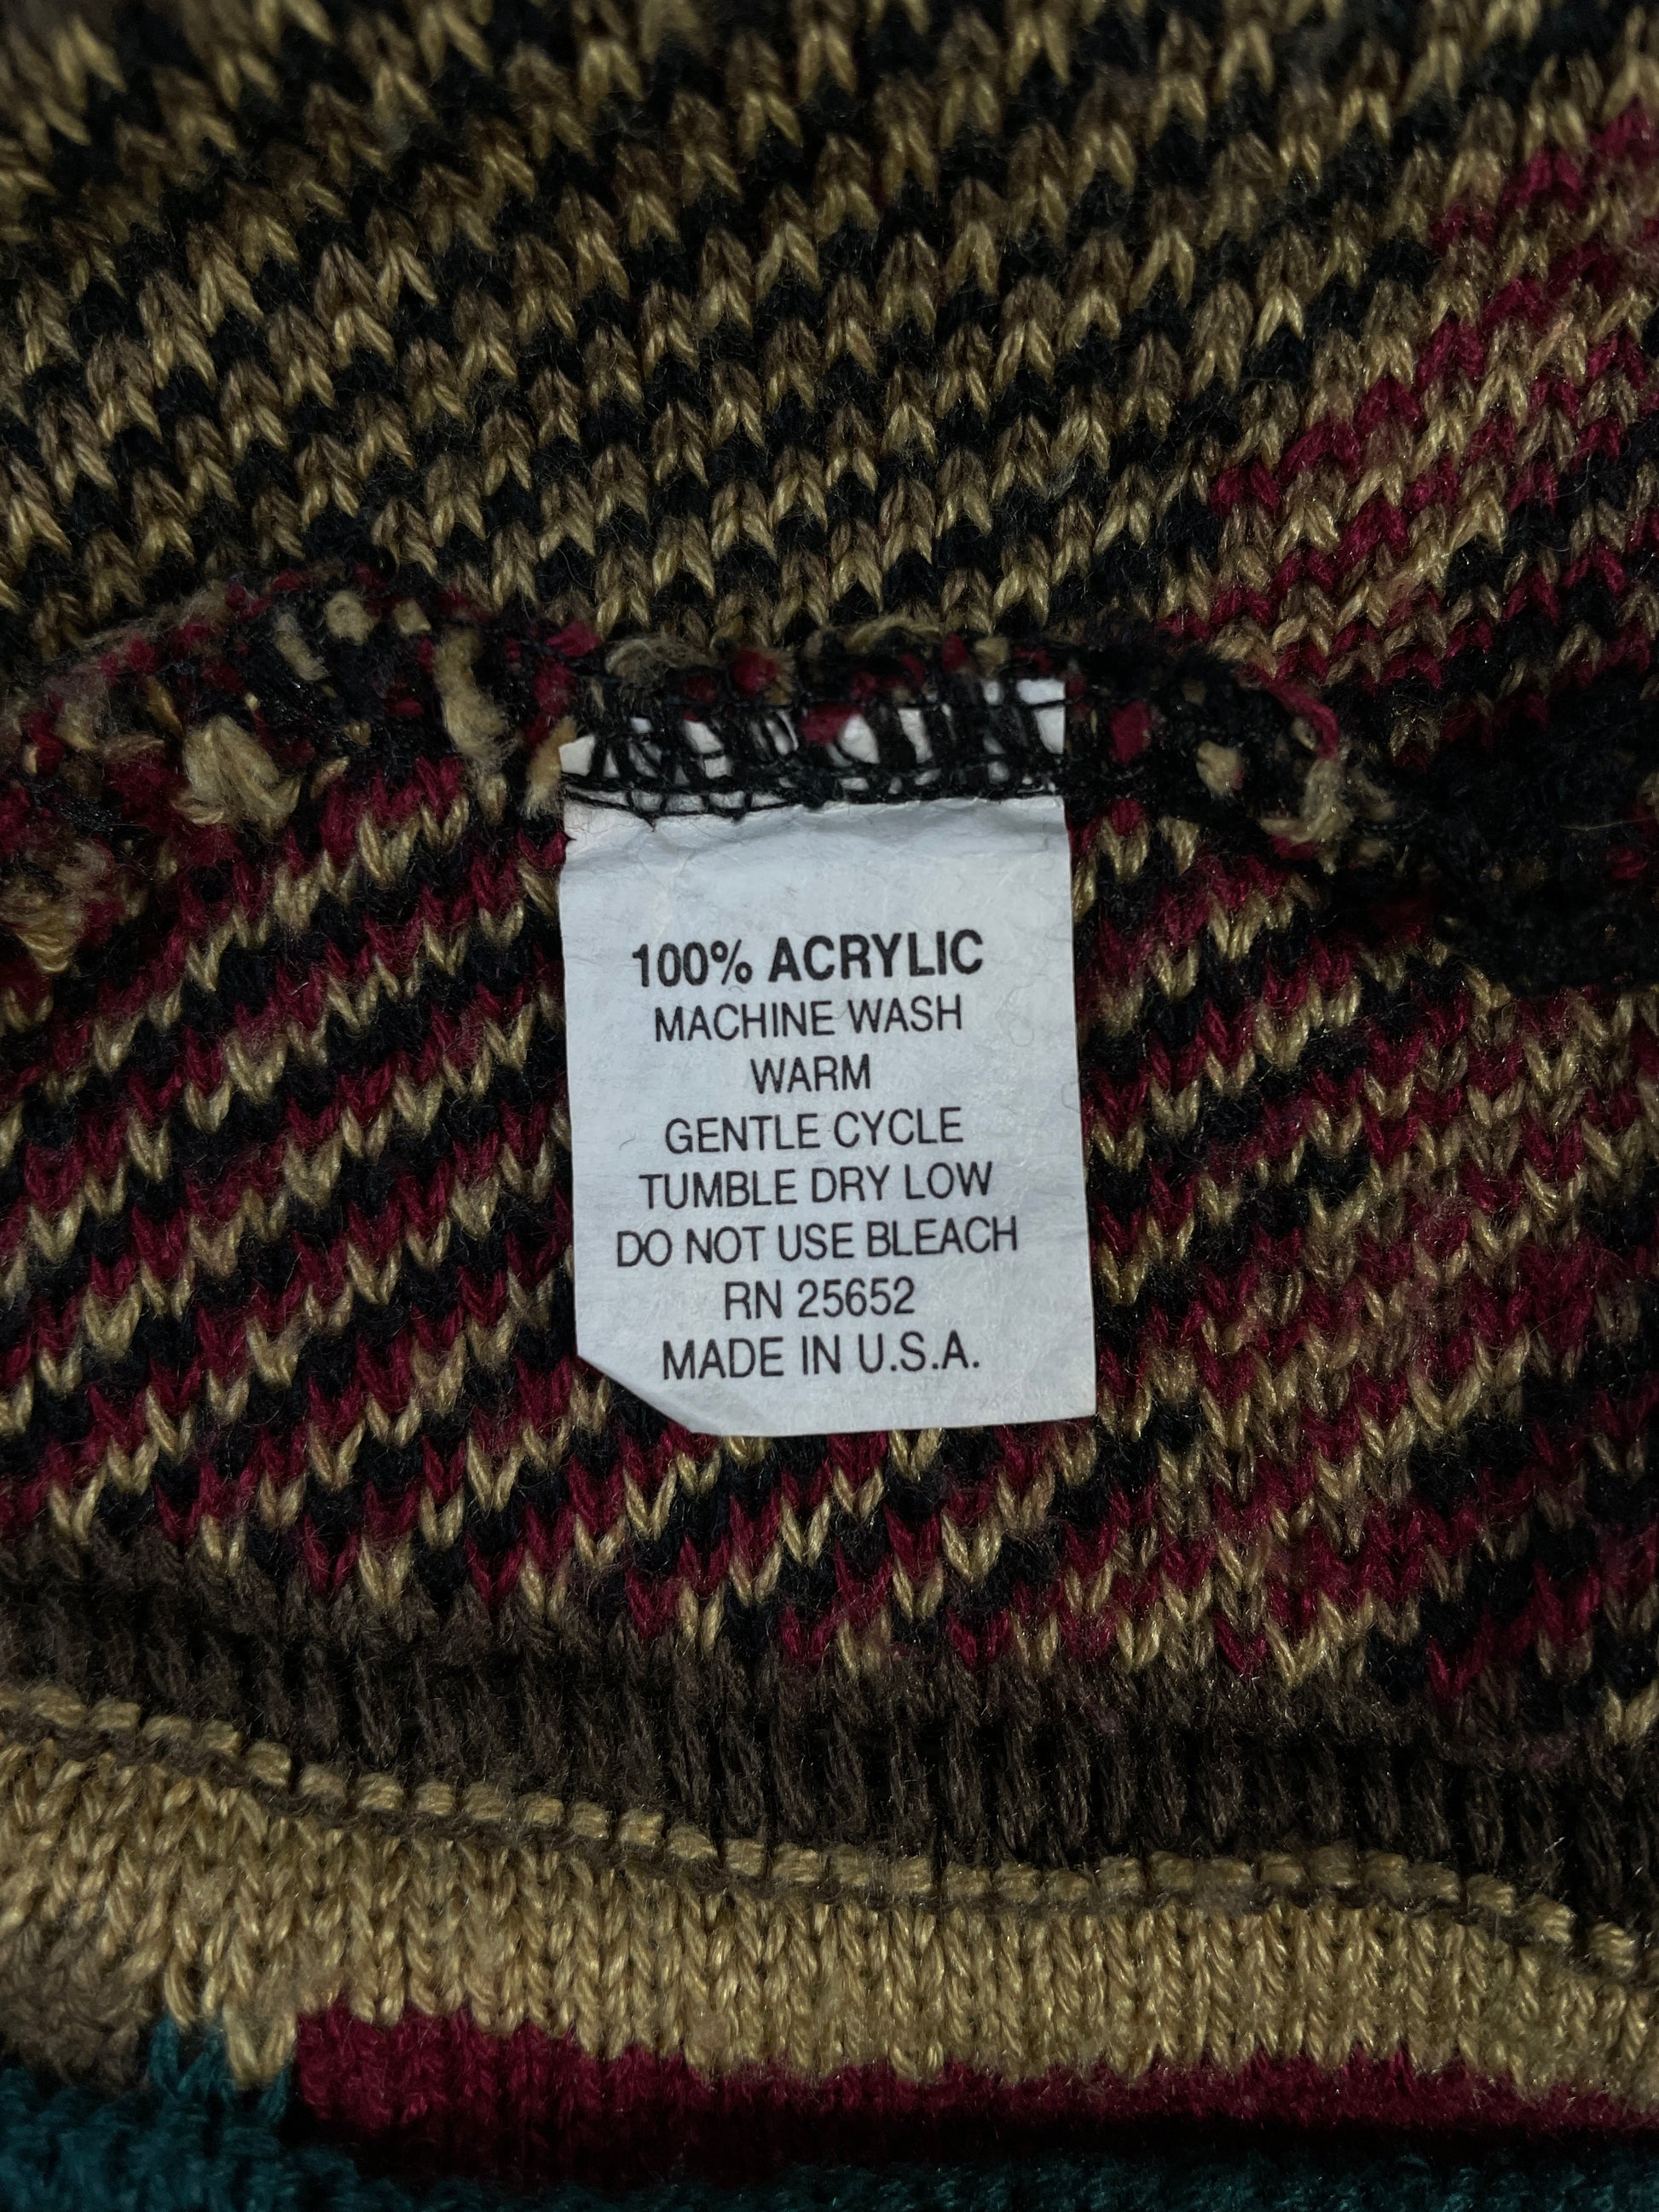 100% ACRYLIC
MACHINE WASH
WARM
GENTLE CYCLE
TUMBLE DRY LOW
DO NOT USE BLEACH
RN 25652
MADE IN U.S.A.